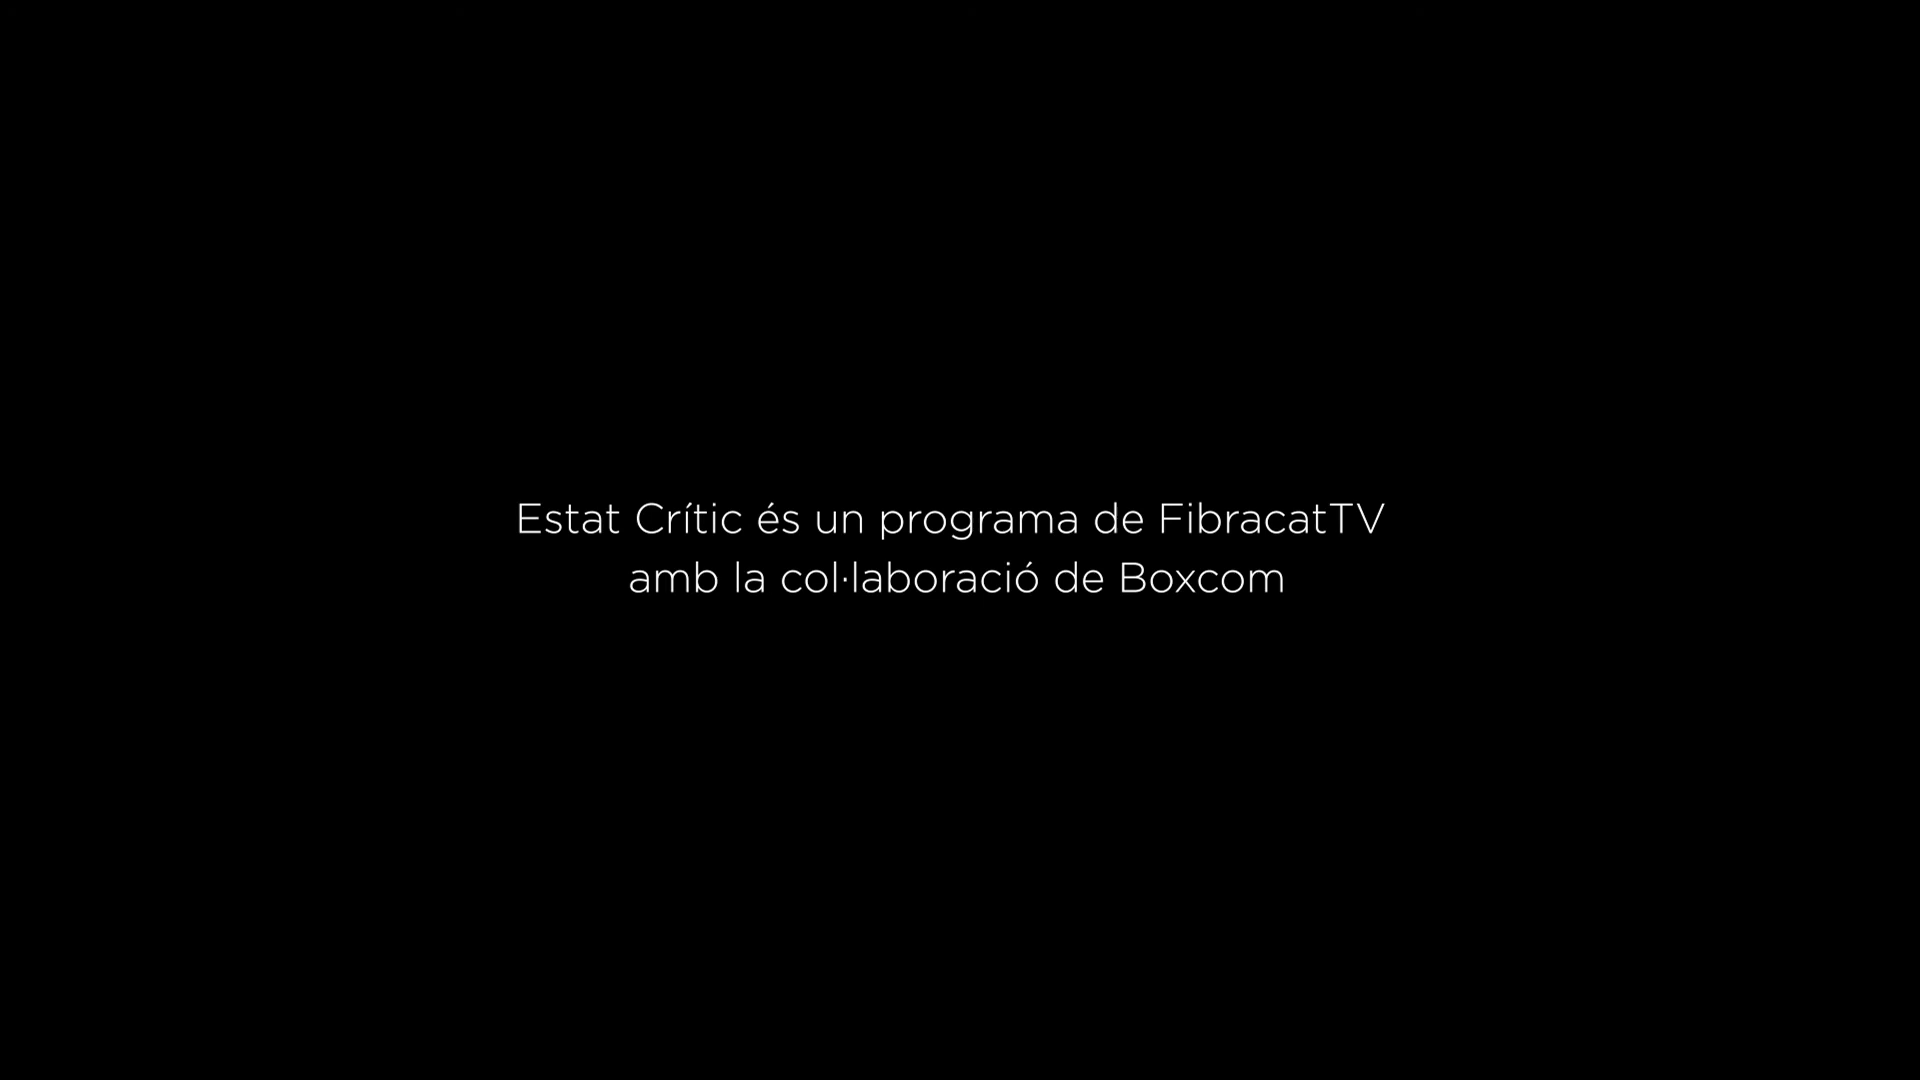 Estat Crític és un programa de FibracatTV
amb la col·laboració de Boxcom